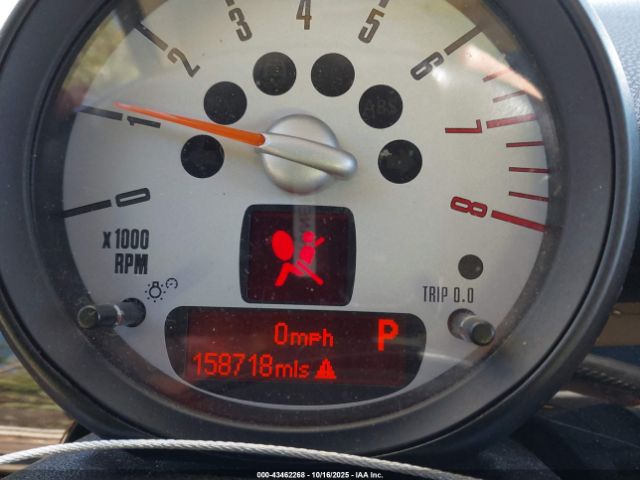 0 1 2 3 4 5 6 7 8
ABS
x 1000
RPM
TRIP 0.0
0mph P
158718mls
000-43462268 - 10/16/2025 - IAA Inc.